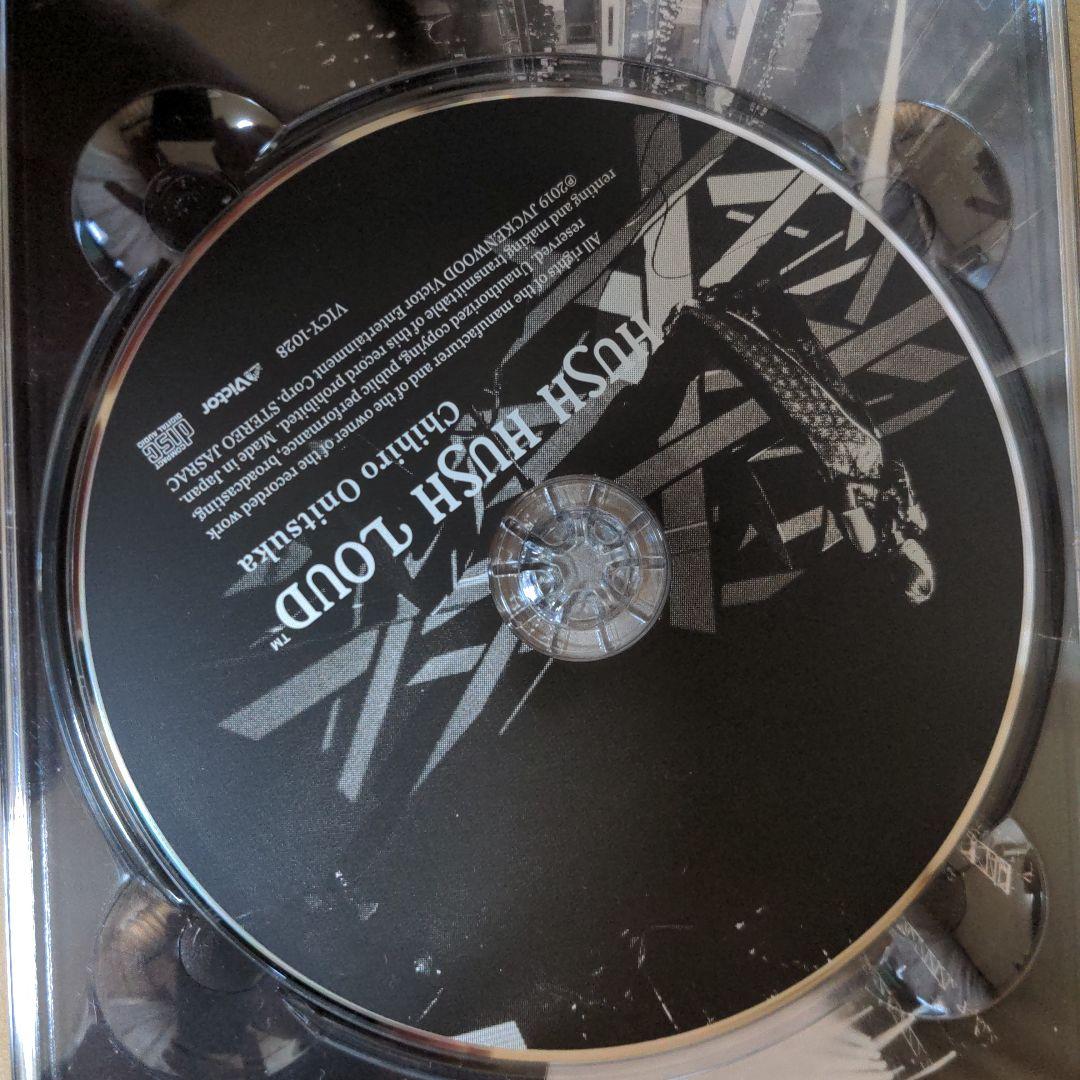 HUSH HUSH LOUD™
Chihiro Onitsuka
All rights of the manufacturer and of the owner of the recorded work
reserved. Unauthorized copying, public performance, broadcasting
renting and making transmittable of this record prohibited. Made in Japan.
℗2019 JVCKENWOOD Victor Entertainment Corp. STEREO JASRAC
VICY-1028
Victor
COMPACT
disc
DIGITAL AUDIO